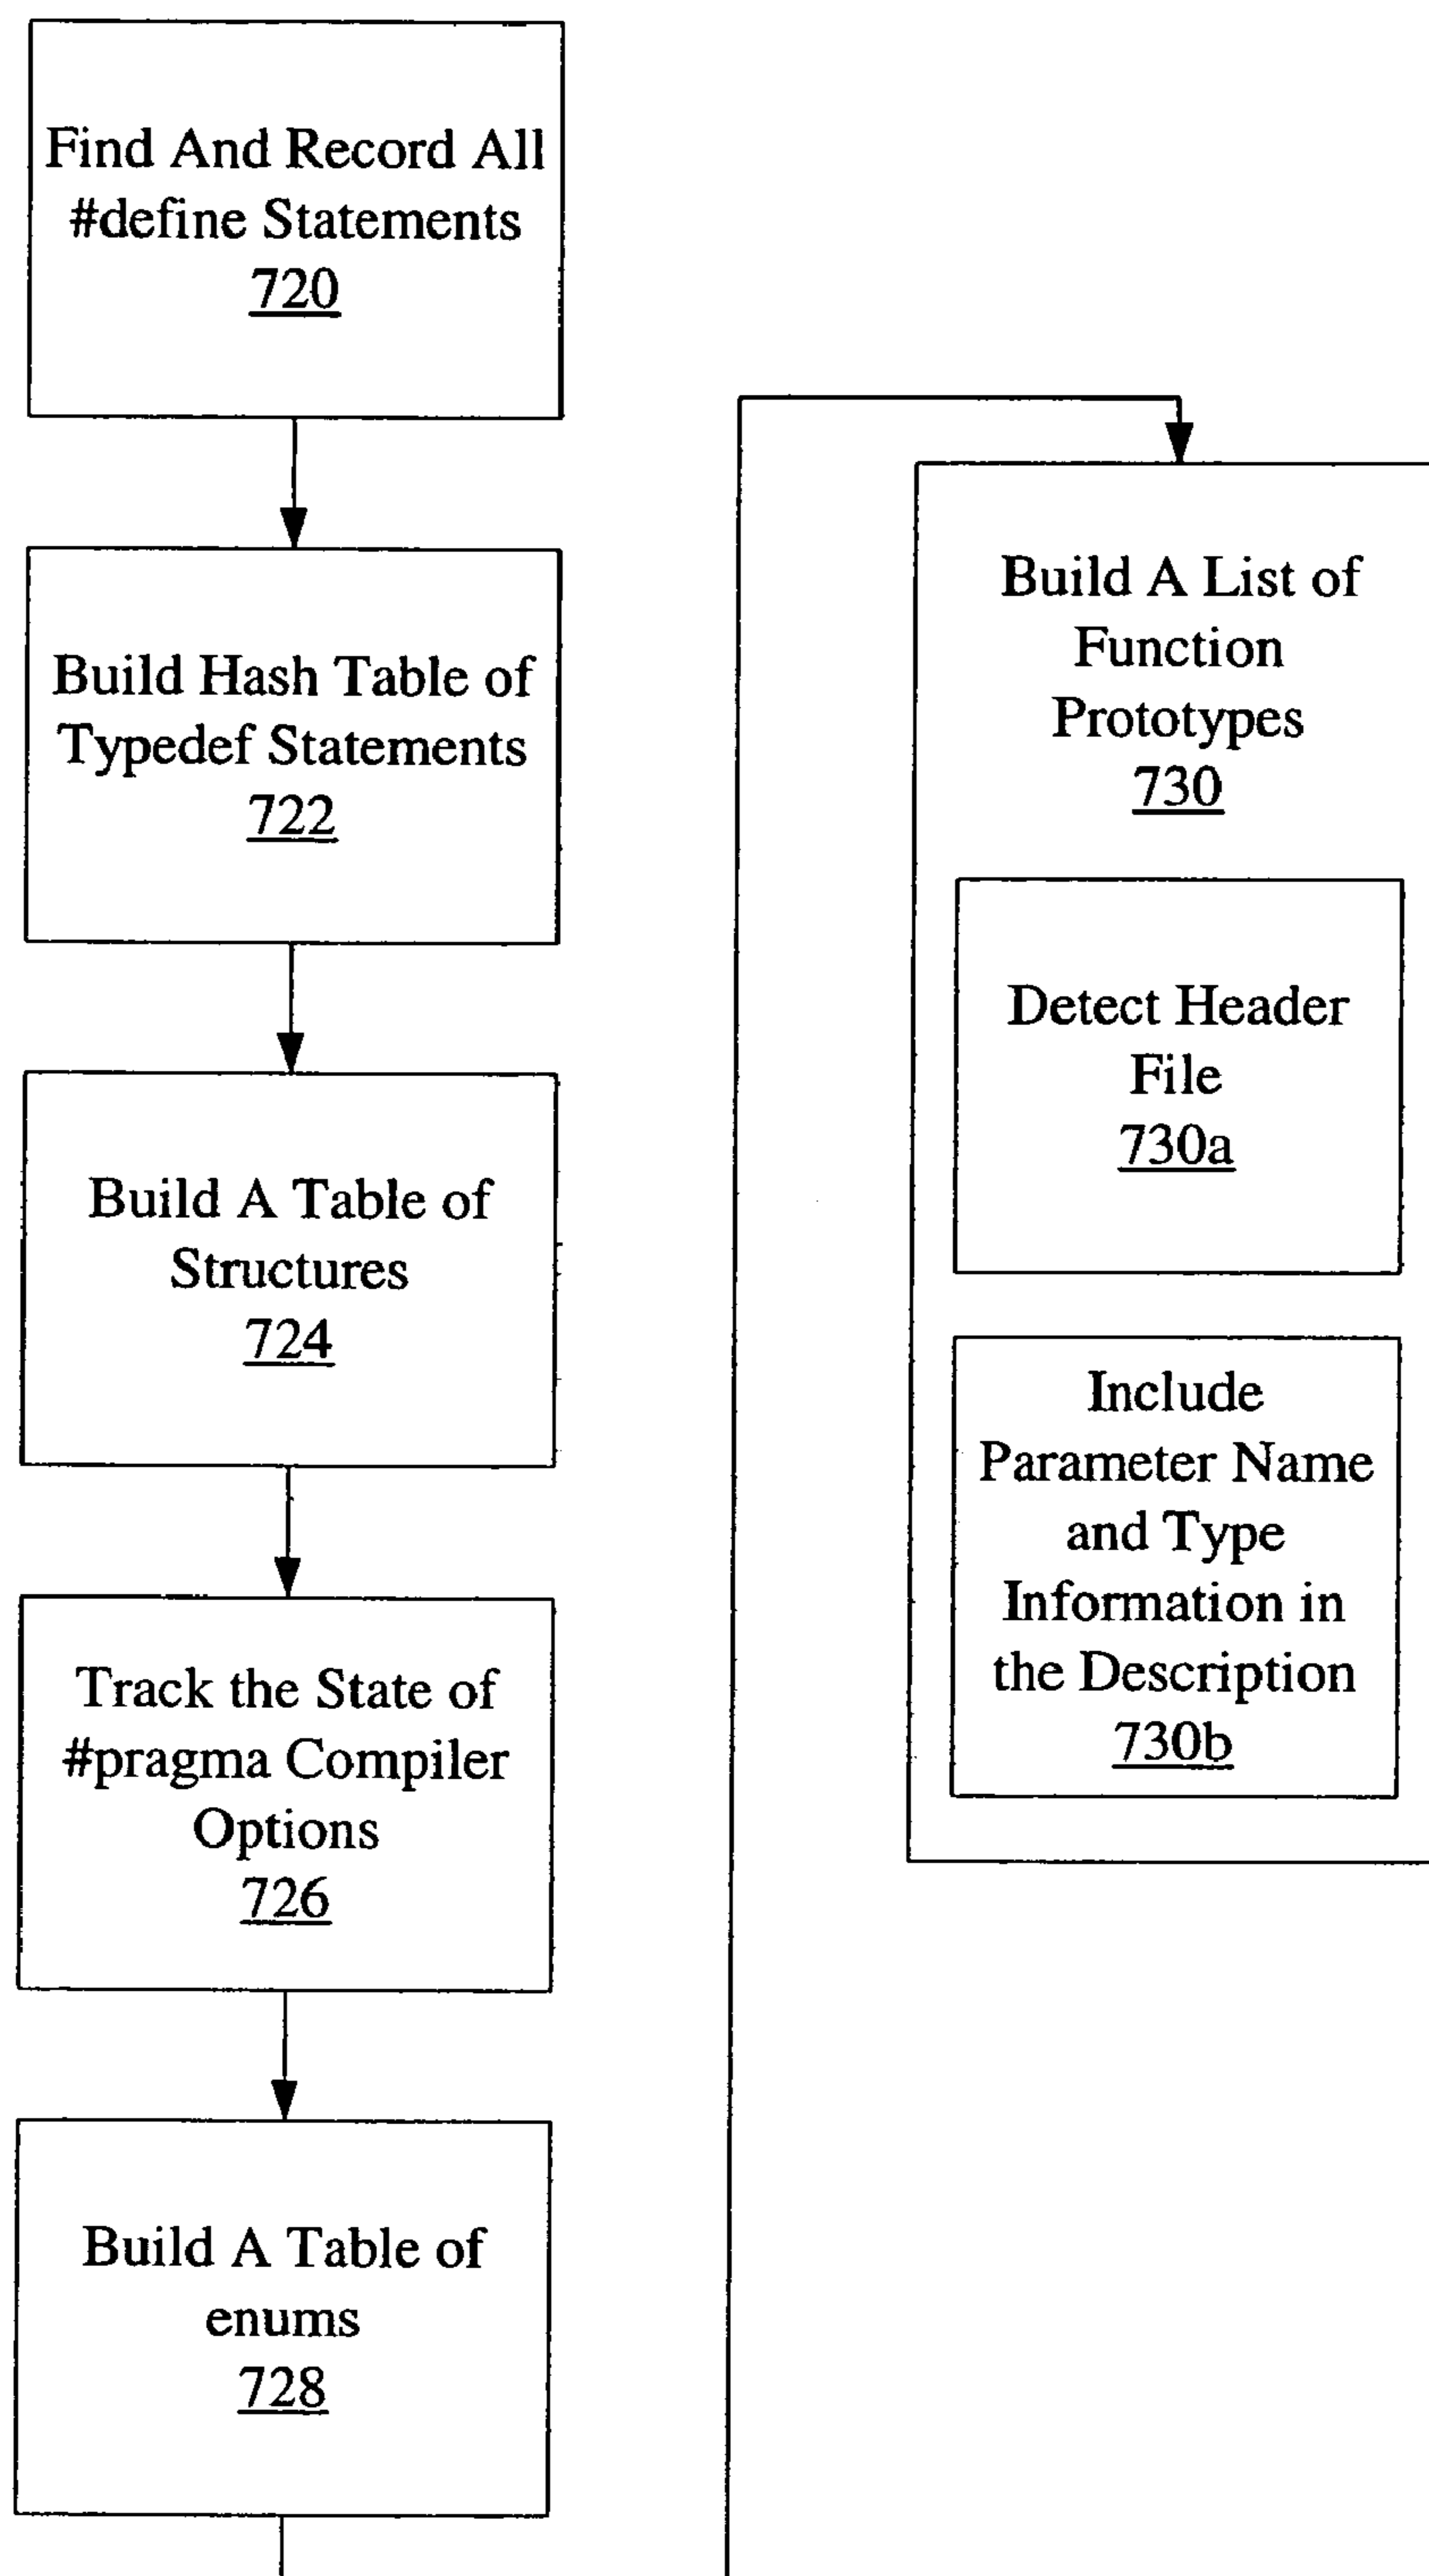 Find And Record All
#define Statements
720
Build Hash Table of
Typedef Statements
722
Build A Table of
Structures
724
Track the State of
#pragma Compiler
Options
726
Build A Table of
enums
728
Build A List of
Function
Prototypes
730
Detect Header
File
730a
Include
Parameter Name
and Type
Information in
the Description
730b